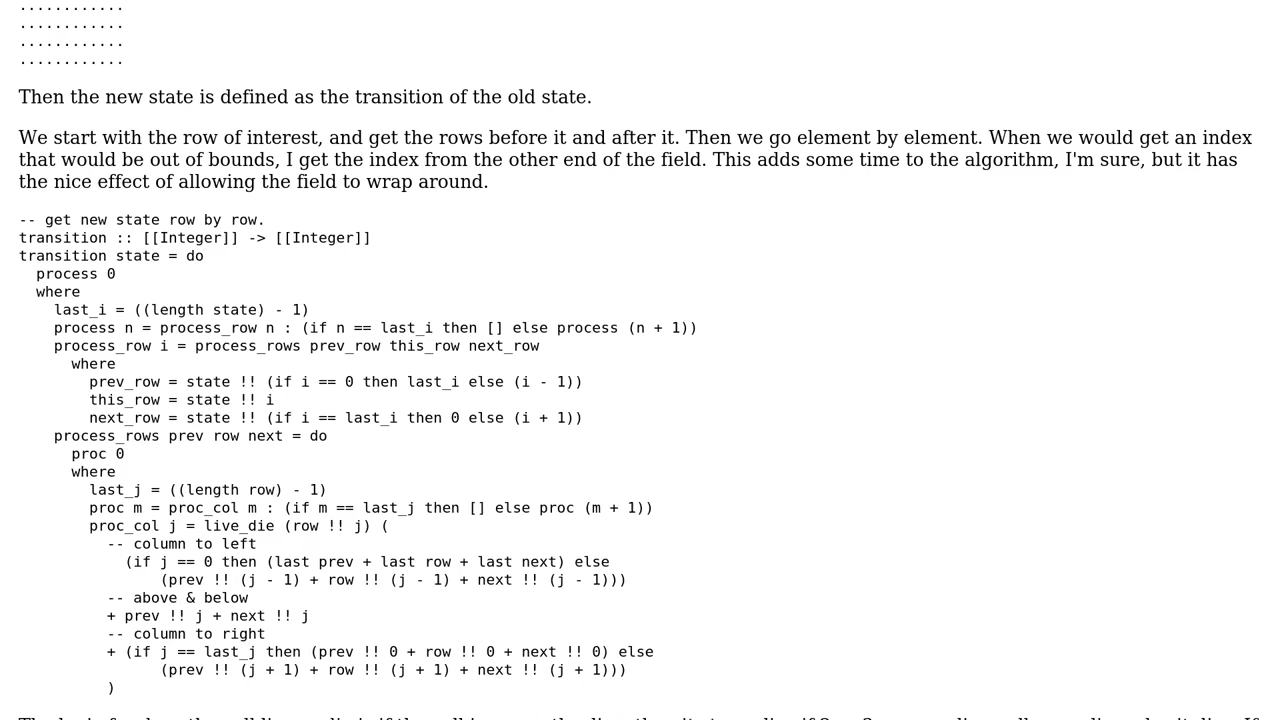 ............
............
............
............
Then the new state is defined as the transition of the old state.
We start with the row of interest, and get the rows before it and after it. Then we go element by element. When we would get an index
that would be out of bounds, I get the index from the other end of the field. This adds some time to the algorithm, I'm sure, but it has
the nice effect of allowing the field to wrap around.
-- get new state row by row.
transition :: [[Integer]] -> [[Integer]]
transition state = do
  process 0
  where
    last_i = ((length state) - 1)
    process n = process_row n : (if n == last_i then [] else process (n + 1))
    process_row i = process_rows prev_row this_row next_row
      where
        prev_row = state !! (if i == 0 then last_i else (i - 1))
        this_row = state !! i
        next_row = state !! (if i == last_i then 0 else (i + 1))
    process_rows prev row next = do
      proc 0
      where
        last_j = ((length row) - 1)
        proc m = proc_col m : (if m == last_j then [] else proc (m + 1))
        proc_col j = live_die (row !! j) (
          -- column to left
            (if j == 0 then (last prev + last row + last next) else
                (prev !! (j - 1) + row !! (j - 1) + next !! (j - 1)))
          -- above & below
          + prev !! j + next !! j
          -- column to right
          + (if j == last_j then (prev !! 0 + row !! 0 + next !! 0) else
                (prev !! (j + 1) + row !! (j + 1) + next !! (j + 1)))
          )